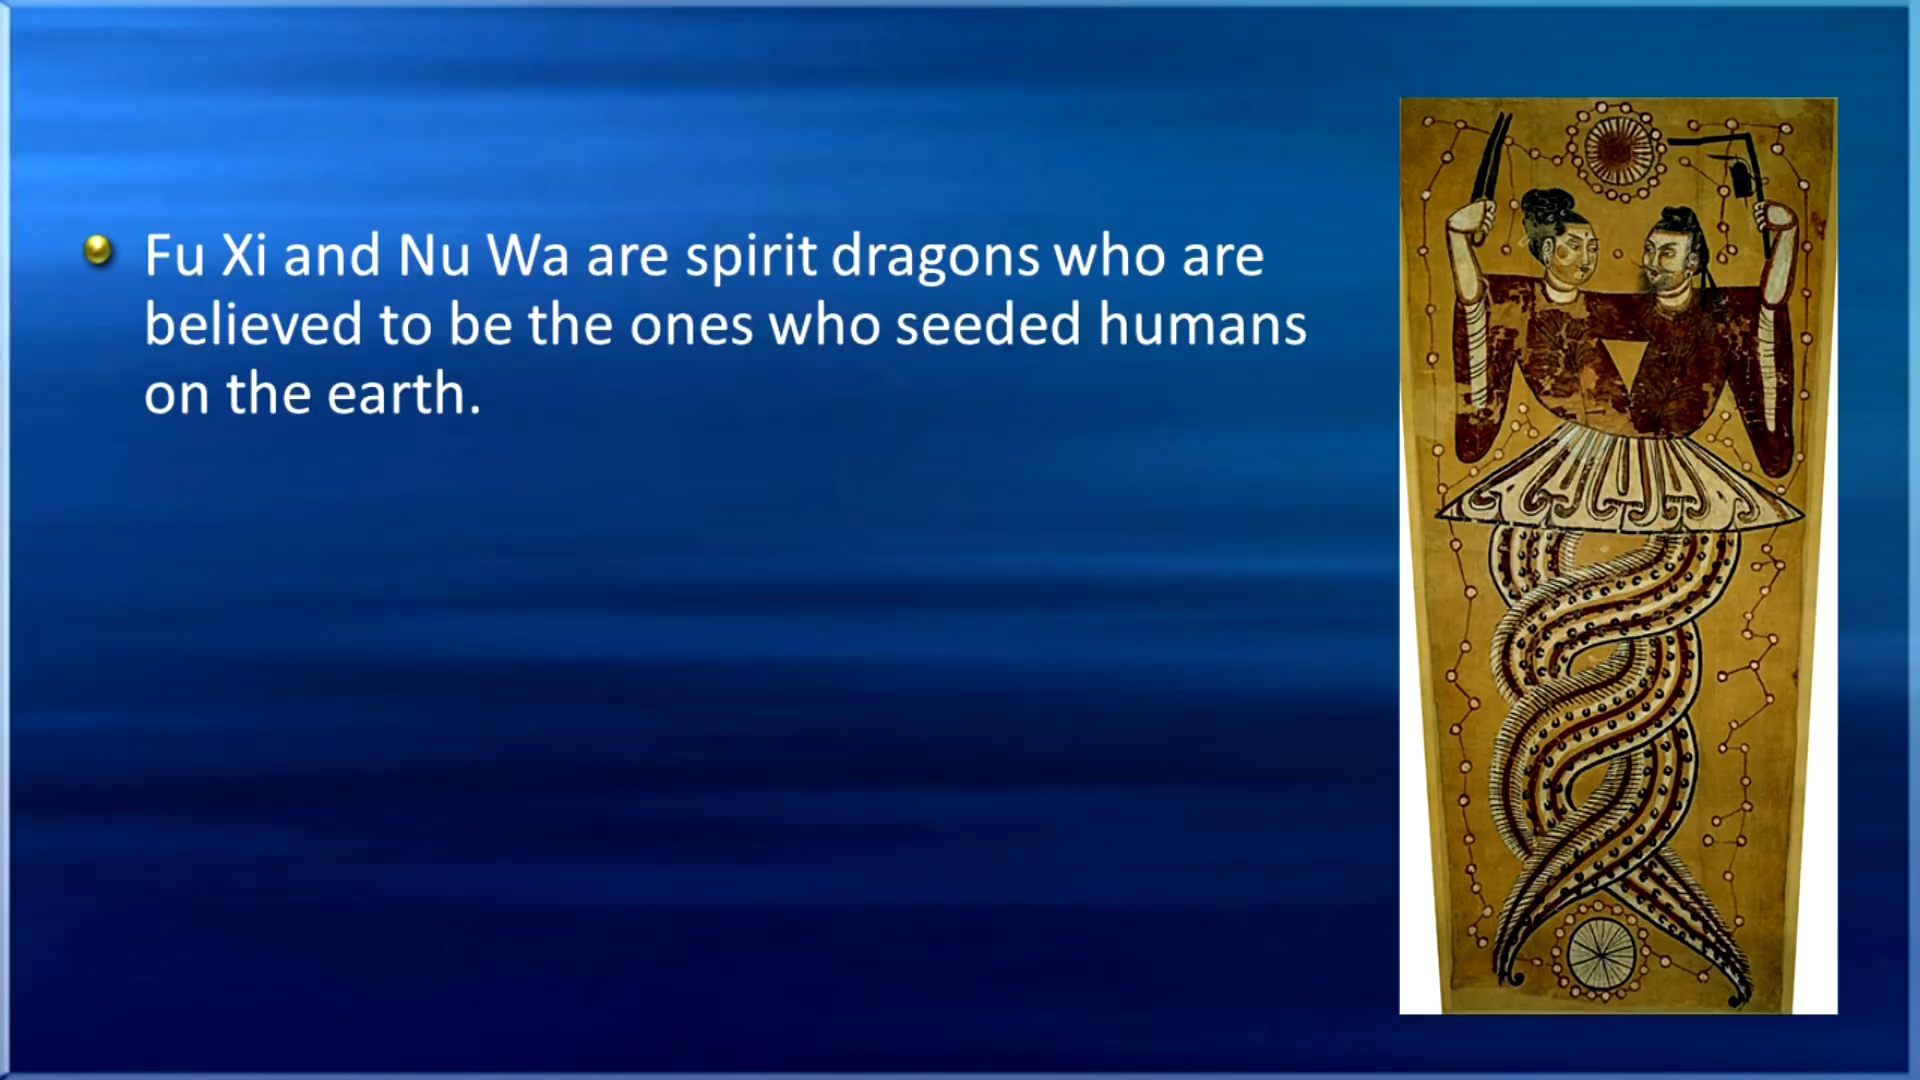 Fu Xi and Nu Wa are spirit dragons who are
believed to be the ones who seeded humans
on the earth.